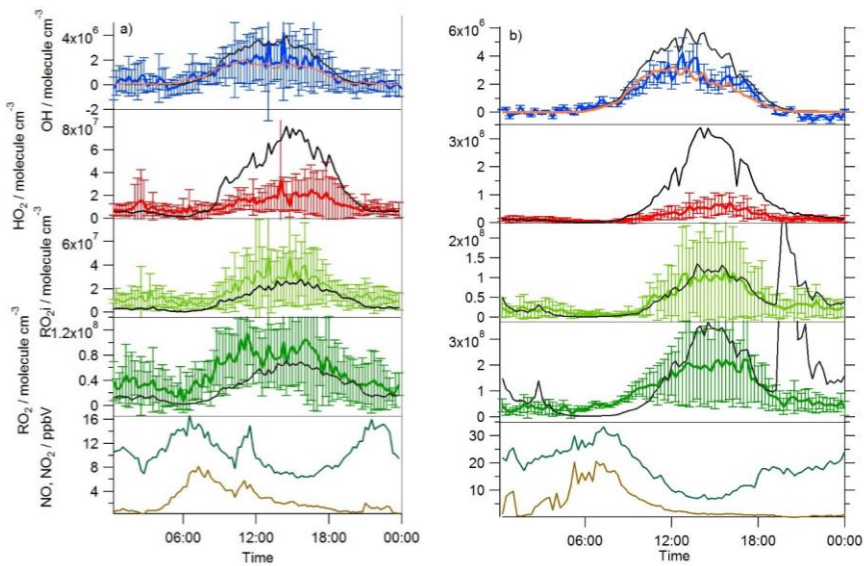 a)
OH / molecule cm-3
4x10^6
2
0
-2
HO2 / molecule cm-3
8x10^7
6
4
2
0
RO2i / molecule cm-3
6x10^7
4
2
0
RO2 / molecule cm-3
1.2x10^8
0.8
0.4
0
NO, NO2 / ppbV
16
12
8
4
06:00 12:00 18:00 00:00
Time
b)
6x10^6
4
2
0
3x10^8
2
1
0
2x10^8
1.5
1.0
0.5
0
3x10^8
2
1
0
30
20
10
0
06:00 12:00 18:00 00:00
Time